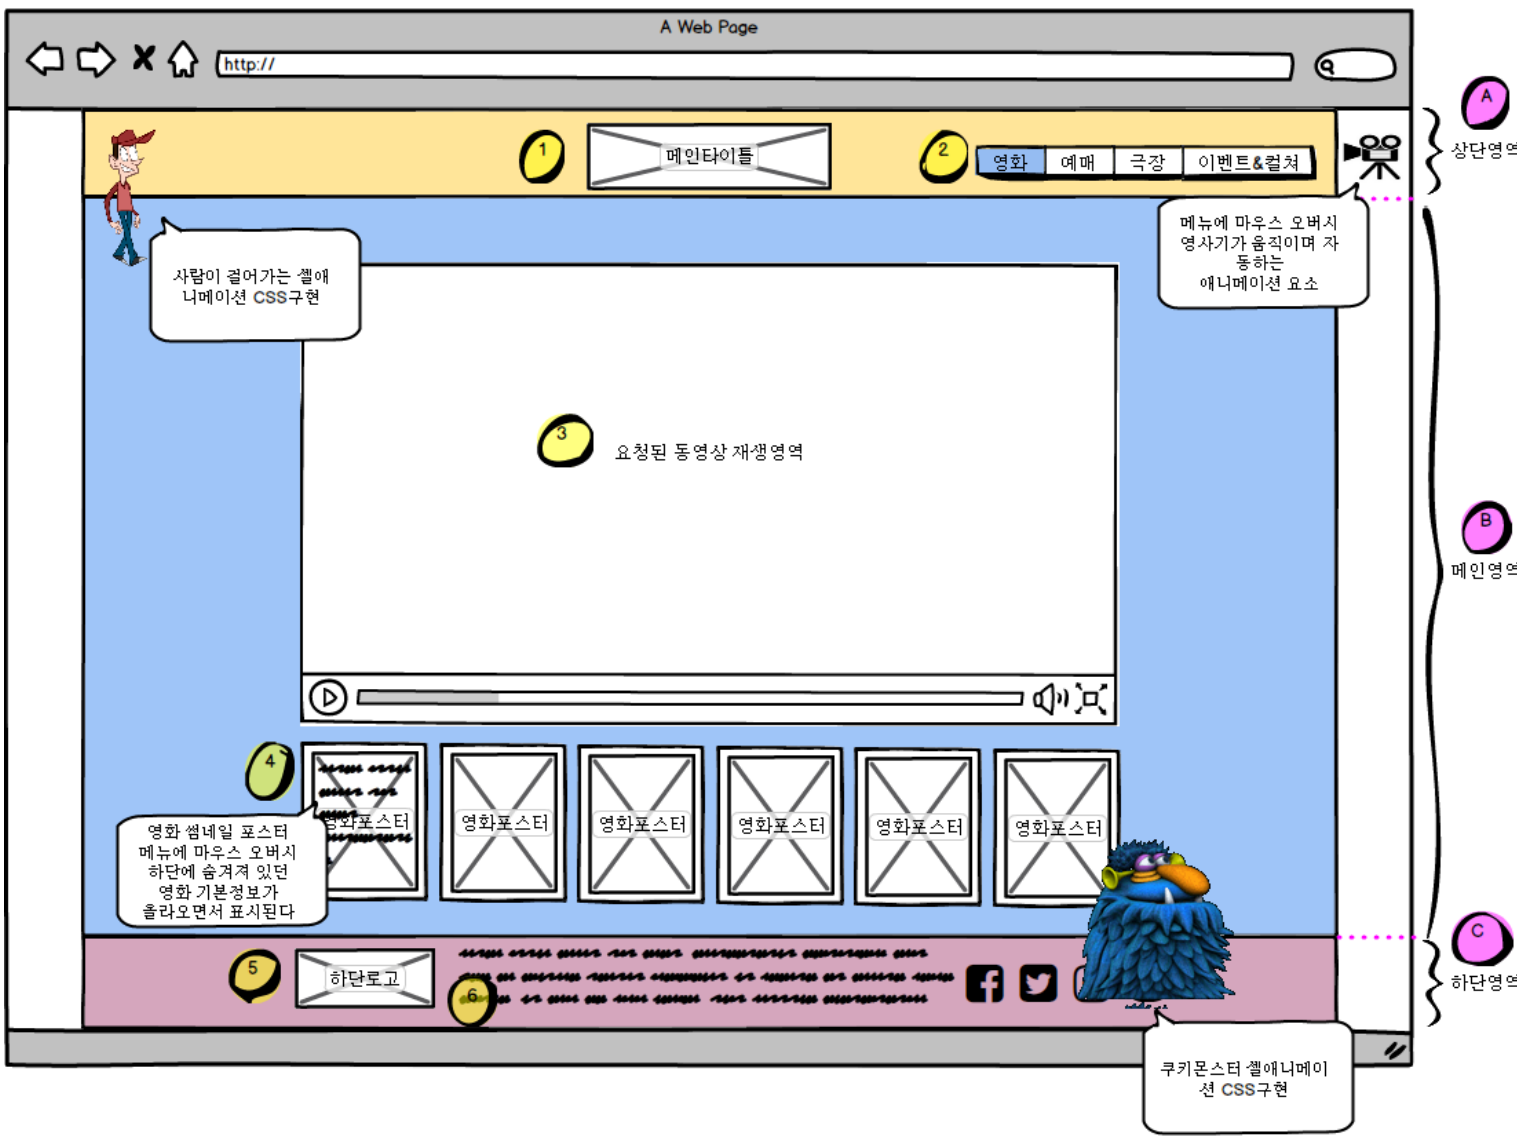 A Web Page
http://
A
상단영역
1
메인타이틀
2
영화 예매 극장 이벤트&컬쳐
메뉴에 마우스 오버시
영사기가 움직이며 자
동하는
애니메이션 요소
사람이 걸어가는 셀애
니메이션 CSS구현
3
요청된 동영상 재생영역
B
메인영역
4
영화포스터 영화포스터 영화포스터 영화포스터 영화포스터 영화포스터
영화 썸네일 포스터
메뉴에 마우스 오버시
하단에 숨겨져 있던
영화 기본정보가
올라오면서 표시된다
C
하단영역
5
하단로고
6
쿠키몬스터 셀애니메이
션 CSS구현